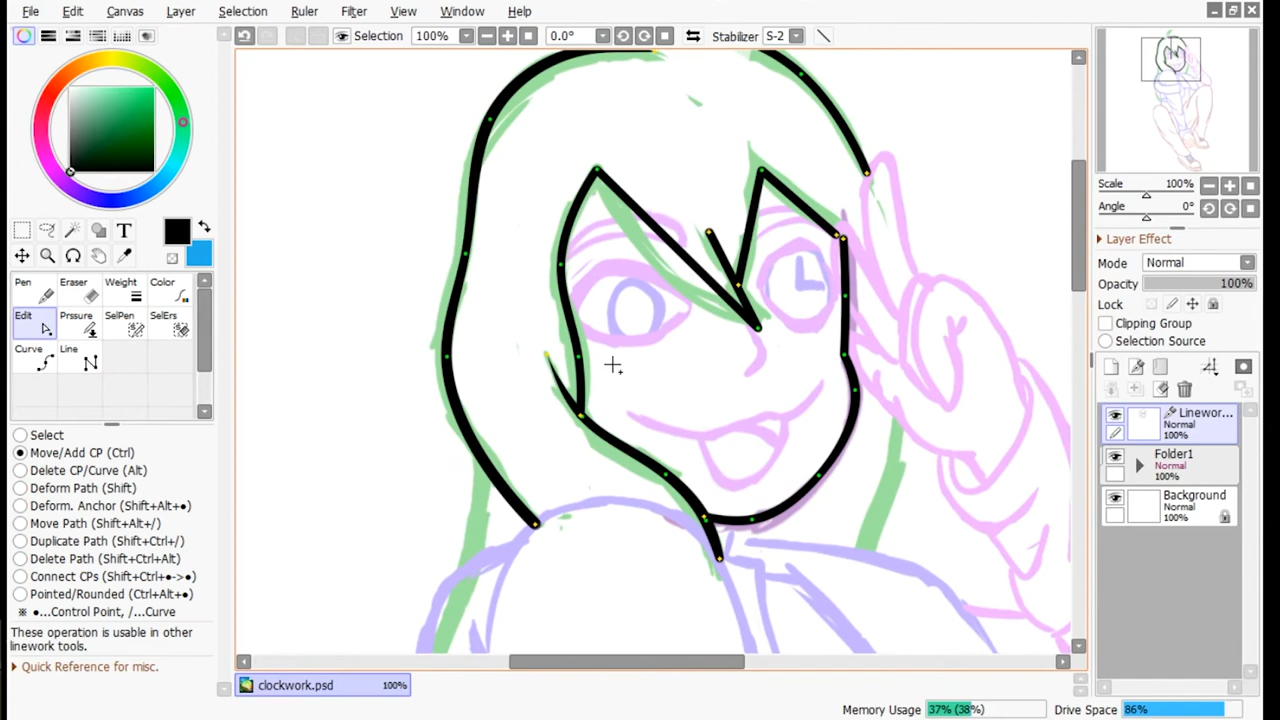 File Edit Canvas Layer Selection Ruler Filter View Window Help
Selection 100% 0.0° Stabilizer S-2
T
Pen Eraser Weight Color
Edit Prssure SelPen SelErs
Curve Line
Select
Move/Add CP (Ctrl)
Delete CP/Curve (Alt)
Deform Path (Shift)
Deform. Anchor (Shift+Alt+●)
Move Path (Shift+Alt+/)
Duplicate Path (Shift+Ctrl+/)
Delete Path (Shift+Ctrl+Alt)
Connect CPs (Shift+Ctrl+●->●)
Pointed/Rounded (Ctrl+Alt+●)
※ ●...Control Point, /...Curve
These operation is usable in other
linework tools.
Quick Reference for misc.
Scale 100%
Angle 0°
Layer Effect
Mode Normal
Opacity 100%
Lock
Clipping Group
Selection Source
Linewor...
Normal
100%
Folder1
Normal
100%
Background
Normal
100%
clockwork.psd 100%
Memory Usage 37% (38%) Drive Space 86%